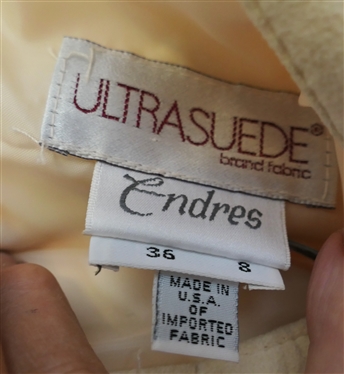 ULTRASUEDE®
brand fabric
Endres
36 8
MADE IN
U.S.A.
OF
IMPORTED
FABRIC